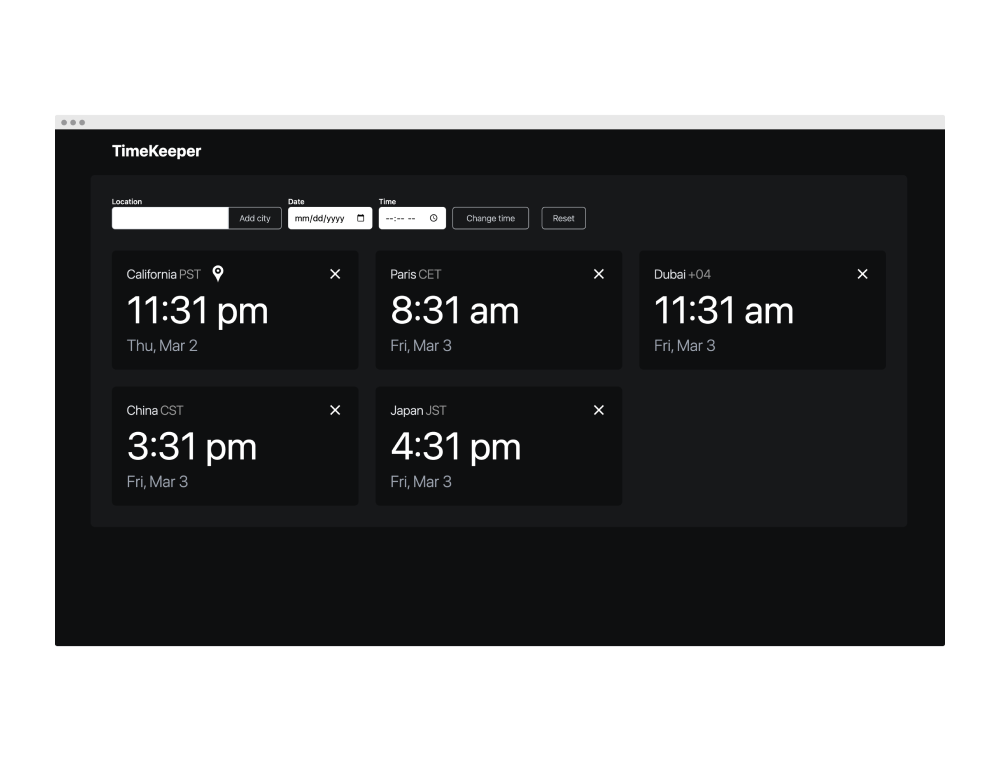 TimeKeeper
Location
Date
Time
Add city
mm/dd/yyyy
--:-- --
Change time
Reset
California PST
11:31 pm
Thu, Mar 2
Paris CET
8:31 am
Fri, Mar 3
Dubai +04
11:31 am
Fri, Mar 3
China CST
3:31 pm
Fri, Mar 3
Japan JST
4:31 pm
Fri, Mar 3